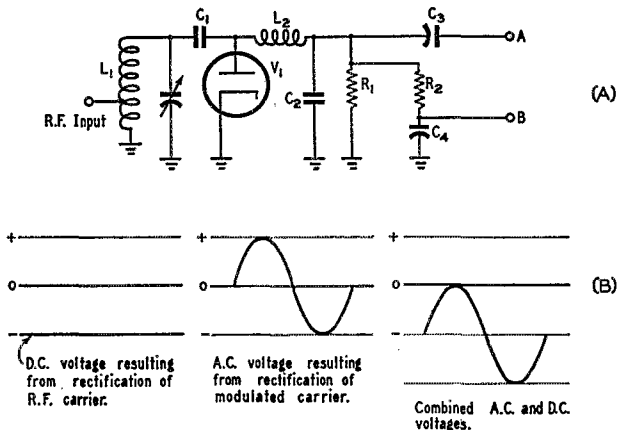 C1
L2
C3
A
L1
V1
C2
R1
R2
(A)
R.F. Input
B
C4
+
+
+
o
o
o
(B)
-
-
-
D.C. voltage resulting
from rectification of
R.F. carrier.
A.C. voltage resulting
from rectification of
modulated carrier.
Combined A.C. and D.C.
voltages.